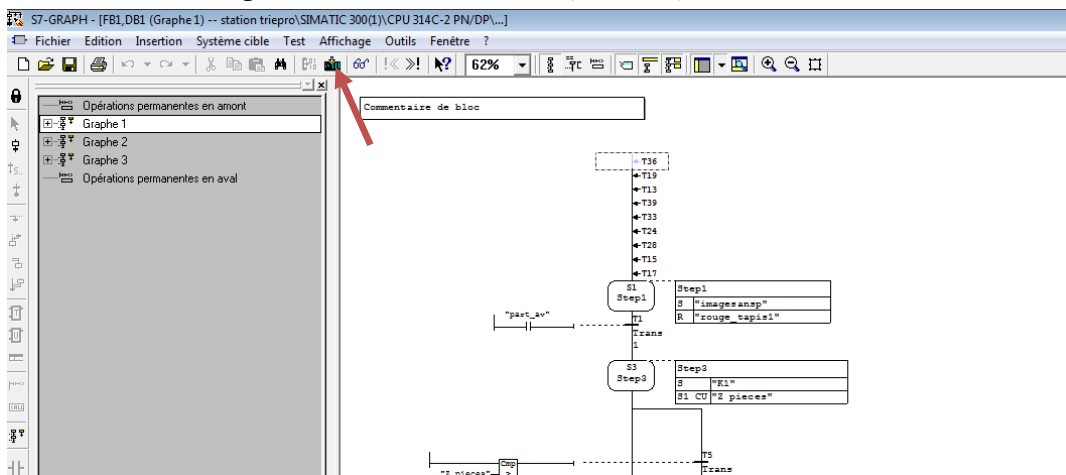 S7-GRAPH - [FB1,DB1 (Graphe 1) -- station triepro\SIMATIC 300(1)\CPU 314C-2 PN/DP\...]
Fichier Edition Insertion Système cible Test Affichage Outils Fenêtre ?
62%
Opérations permanentes en amont
Graphe 1
Graphe 2
Graphe 3
Opérations permanentes en aval
Commentaire de bloc
T36
T19
T13
T39
T33
T24
T28
T15
T17
S1
Step1
Step1
S "imagesansp"
R "rouge_tapis1"
"part_av"
T1
Trans
1
S3
Step3
Step3
S "K1"
S1 CU "Z pieces"
T5
Trans
Cmp
"Z pieces" >